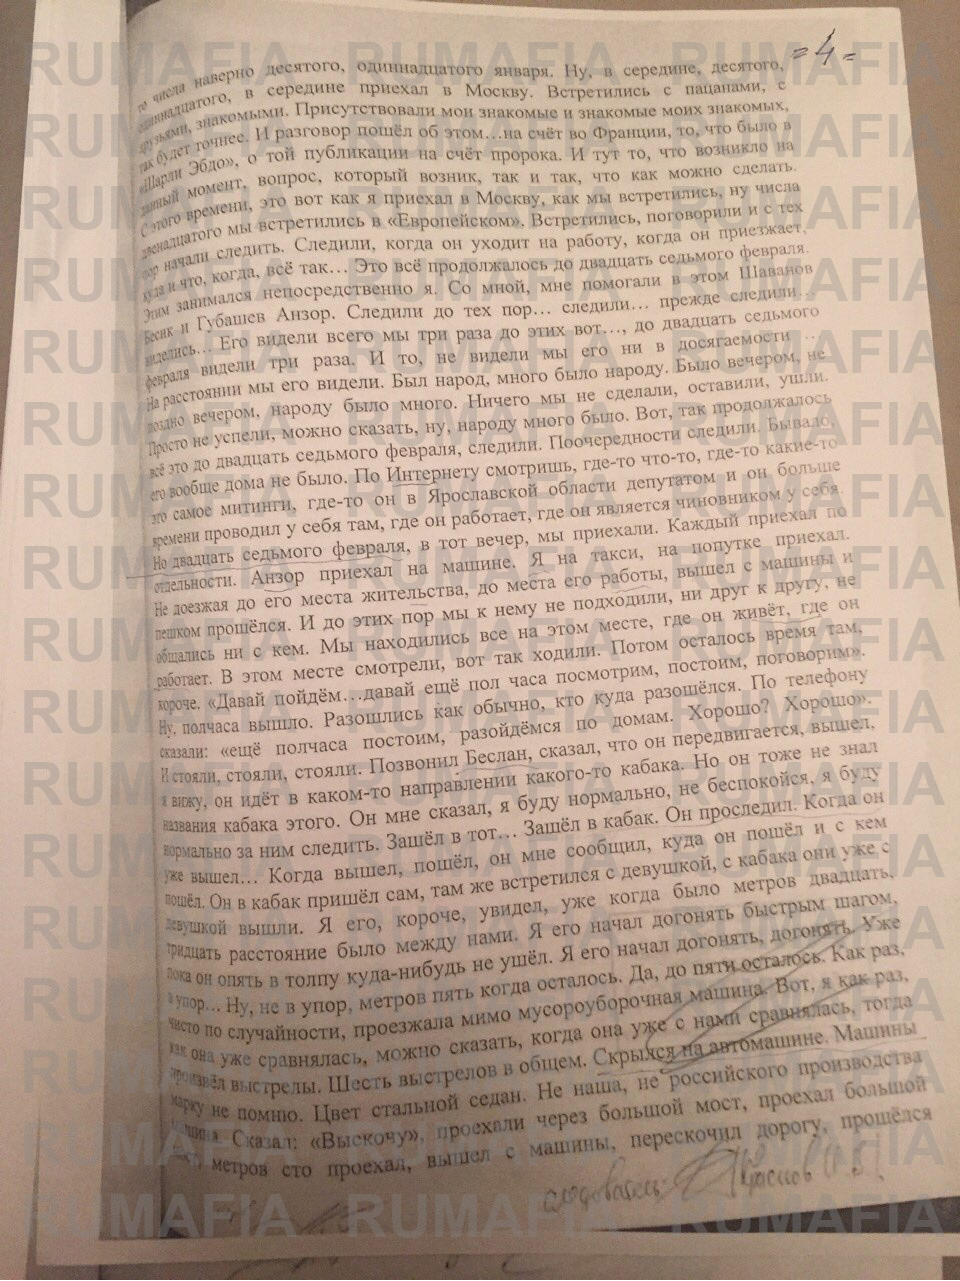 = 4 =
то числа наверно десятого, одиннадцатого января. Ну, в середине, десятого,
одиннадцатого, в середине приехал в Москву. Встретились с пацанами, с
друзьями, знакомыми. Присутствовали мои знакомые и знакомые моих знакомых,
так будет точнее. И разговор пошёл об этом…на счёт во Франции, то, что было в
«Шарли Эбдо», о той публикации на счёт пророка. И тут то, что возникло на
данный момент, вопрос, который возник, так и так, что как можно сделать.
С этого времени, это вот как я приехал в Москву, как мы встретились, ну числа
двенадцатого мы встретились в «Европейском». Встретились, поговорили и с тех
пор начали следить. Следили, когда он уходит на работу, когда он приезжает,
куда и что, когда, всё так… Это всё продолжалось до двадцать седьмого февраля.
Этим занимался непосредственно я. Со мной, мне помогали в этом Шаванов
Бесик и Губашев Анзор. Следили до тех пор… следили… прежде следили…
виделись… Его видели всего мы три раза до этих вот…, до двадцать седьмого
февраля видели три раза. И то, не видели мы его ни в досягаемости …
На расстоянии мы его видели. Был народ, много было народу. Было вечером, не
поздно вечером, народу было много. Ничего мы не сделали, оставили, ушли.
Просто не успели, можно сказать, ну, народу много было. Вот, так продолжалось
всё это до двадцать седьмого февраля, следили. Поочередности следили. Бывало,
его вообще дома не было. По Интернету смотришь, где-то что-то, где-то какие-то
это самое митинги, где-то он в Ярославской области депутатом и он больше
времени проводил у себя там, где он работает, где он является чиновником у себя.
Но двадцать седьмого февраля, в тот вечер, мы приехали. Каждый приехал по
отдельности. Анзор приехал на машине. Я на такси, на попутке приехал.
Не доезжая до его места жительства, до места его работы, вышел с машины и
пешком прошёлся. И до этих пор мы к нему не подходили, ни друг к другу, не
общались ни с кем. Мы находились все на этом месте, где он живёт, где он
работает. В этом месте смотрели, вот так ходили. Потом осталось время там,
короче. «Давай пойдём…давай ещё пол часа посмотрим, постоим, поговорим».
Ну, полчаса вышло. Разошлись как обычно, кто куда разошёлся. По телефону
сказали: «ещё полчаса постоим, разойдёмся по домам. Хорошо? Хорошо».
И стояли, стояли, стояли. Позвонил Беслан, сказал, что он передвигается, вышел,
я вижу, он идёт в каком-то направлении какого-то кабака. Но он тоже не знал
названия кабака этого. Он мне сказал, я буду нормально, не беспокойся, я буду
нормально за ним следить. Зашёл в тот… Зашёл в кабак. Он проследил. Когда он
уже вышел… Когда вышел, пошёл, он мне сообщил, куда он пошёл и с кем
пошёл. Он в кабак пришёл сам, там же встретился с девушкой, с кабака они уже с
девушкой вышли. Я его, короче, увидел, уже когда было метров двадцать,
тридцать расстояние было между нами. Я его начал догонять быстрым шагом,
пока он опять в толпу куда-нибудь не ушёл. Я его начал догонять, догонять. Уже
в упор… Ну, не в упор, метров пять когда осталось. Да, до пяти осталось. Как раз,
чисто по случайности, проезжала мимо мусороуборочная машина. Вот, я как раз,
как она уже сравнялась, можно сказать, когда она уже с нами сравнялась, тогда
произвёл выстрелы. Шесть выстрелов в общем. Скрылся на автомашине. Машины
марку не помню. Цвет стальной седан. Не наша, не российского производства
машина. Сказал: «Выскочу», проехали через большой мост, проехал большой
метров сто проехал, вышел с машины, перескочил дорогу, прошёлся
следователь: Краснов И.В.
RUMAFIA